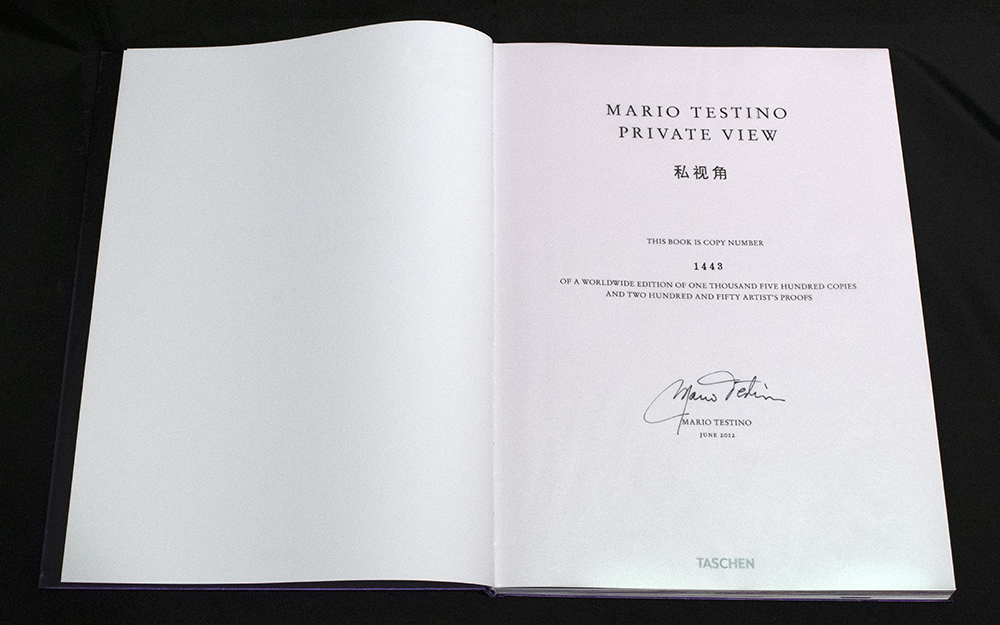 MARIO TESTINO
PRIVATE VIEW
私视角
THIS BOOK IS COPY NUMBER
1443
OF A WORLDWIDE EDITION OF ONE THOUSAND FIVE HUNDRED COPIES
AND TWO HUNDRED AND FIFTY ARTIST'S PROOFS
Mario Testino
MARIO TESTINO
JUNE 2012
TASCHEN